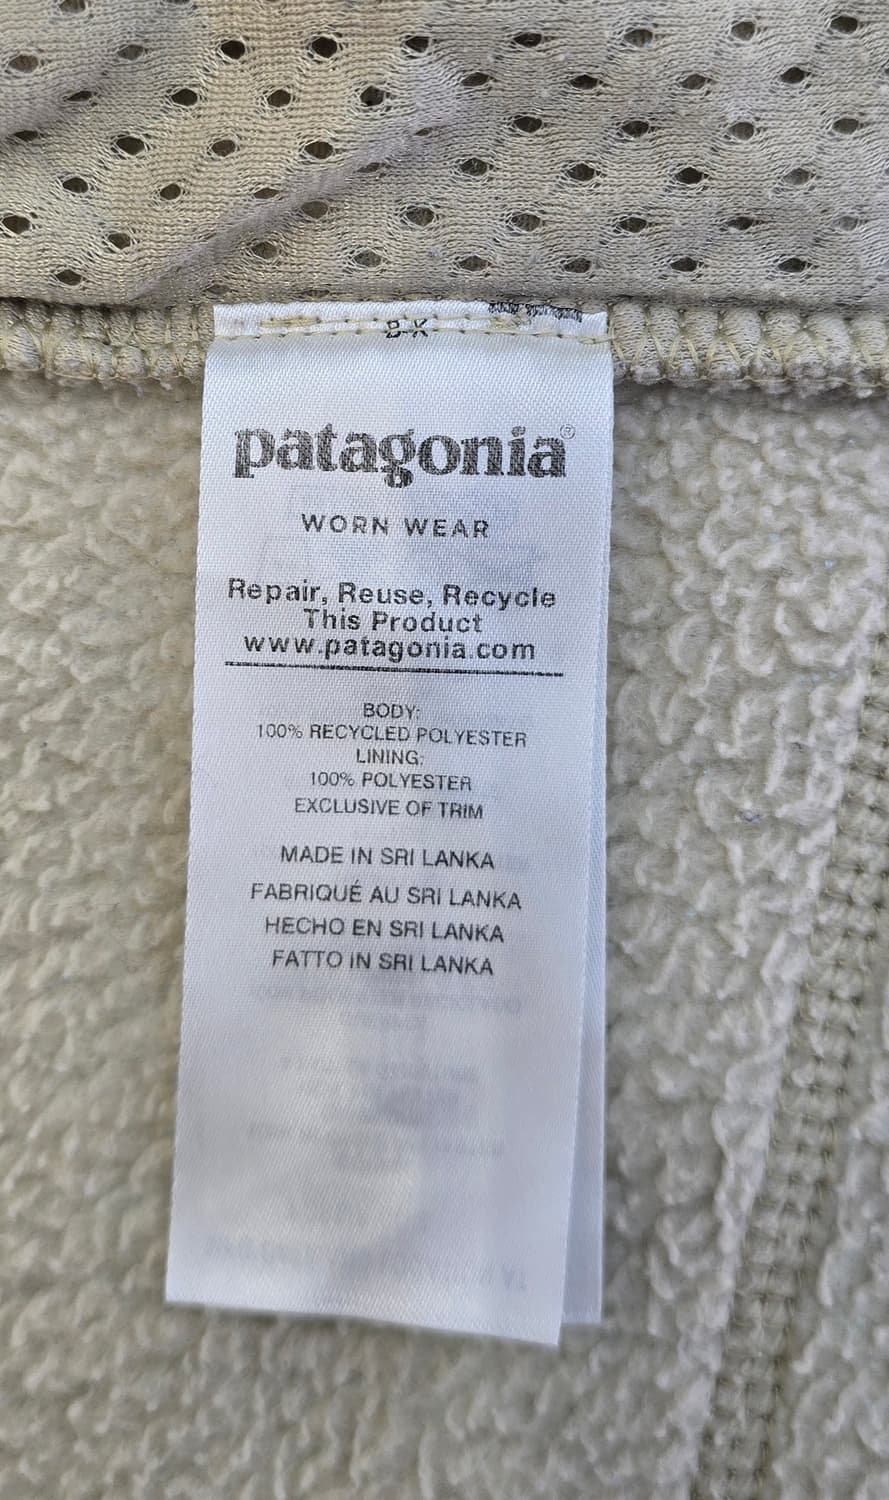 B-K
patagonia®
WORN WEAR
Repair, Reuse, Recycle
This Product
www.patagonia.com
BODY:
100% RECYCLED POLYESTER
LINING:
100% POLYESTER
EXCLUSIVE OF TRIM
MADE IN SRI LANKA
FABRIQUÉ AU SRI LANKA
HECHO EN SRI LANKA
FATTO IN SRI LANKA